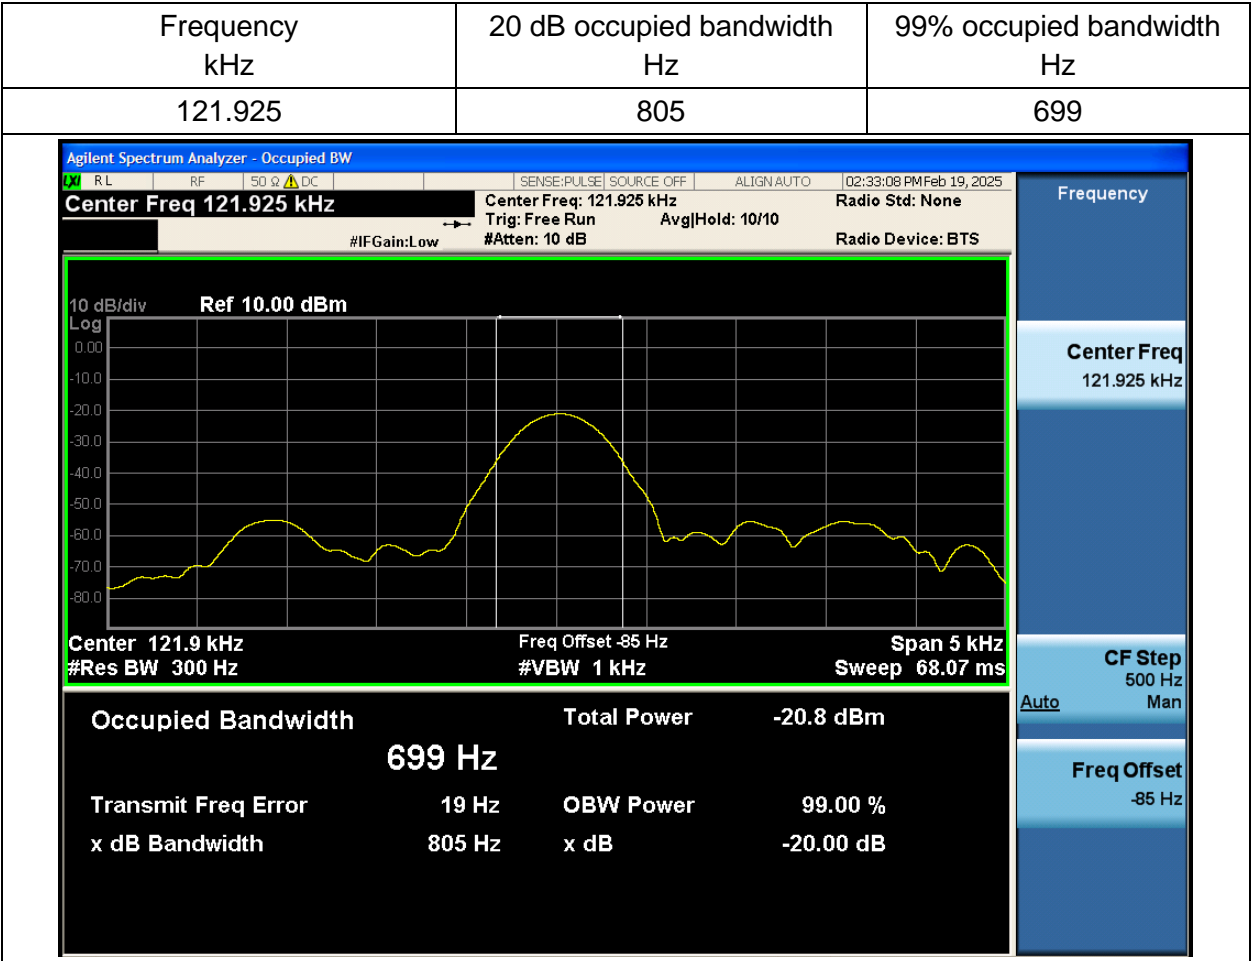 Frequency
kHz
20 dB occupied bandwidth
Hz
99% occupied bandwidth
Hz
121.925
805
699
Agilent Spectrum Analyzer - Occupied BW
LXI R L RF 50 Ω DC SENSE:PULSE SOURCE OFF ALIGN AUTO 02:33:08 PM Feb 19, 2025
Center Freq 121.925 kHz
Center Freq: 121.925 kHz
Radio Std: None
Trig: Free Run Avg|Hold: 10/10
#IFGain:Low
#Atten: 10 dB
Radio Device: BTS
10 dB/div Ref 10.00 dBm
Log
0.00
-10.0
-20.0
-30.0
-40.0
-50.0
-60.0
-70.0
-80.0
Center 121.9 kHz Freq Offset -85 Hz Span 5 kHz
#Res BW 300 Hz #VBW 1 kHz Sweep 68.07 ms
Occupied Bandwidth Total Power -20.8 dBm
699 Hz
Transmit Freq Error 19 Hz OBW Power 99.00 %
x dB Bandwidth 805 Hz x dB -20.00 dB
Frequency
Center Freq
121.925 kHz
CF Step
500 Hz
Auto Man
Freq Offset
-85 Hz